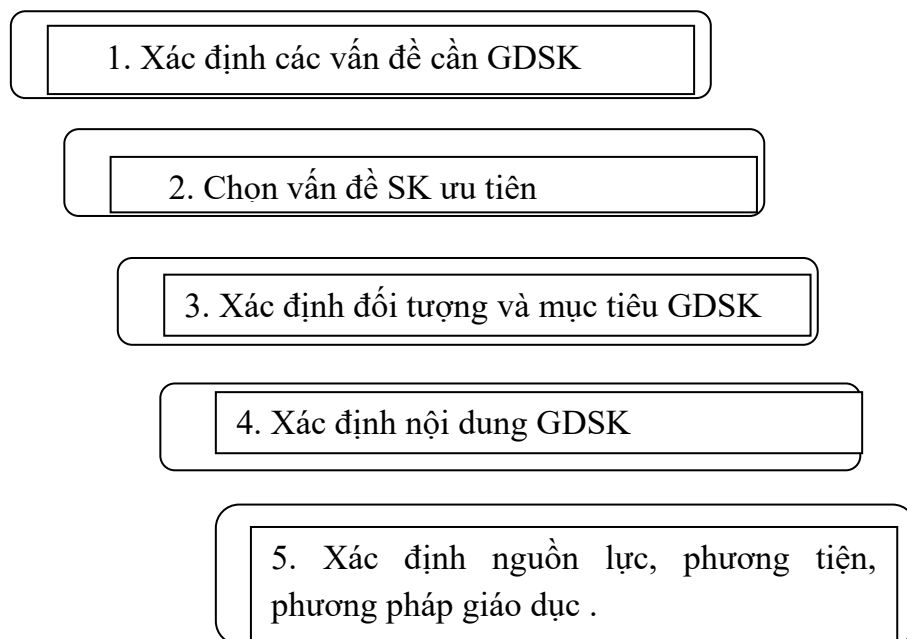 1. Xác định các vấn đề cần GDSK
2. Chọn vấn đề SK ưu tiên
3. Xác định đối tượng và mục tiêu GDSK
4. Xác định nội dung GDSK
5. Xác định nguồn lực, phương tiện,
phương pháp giáo dục .